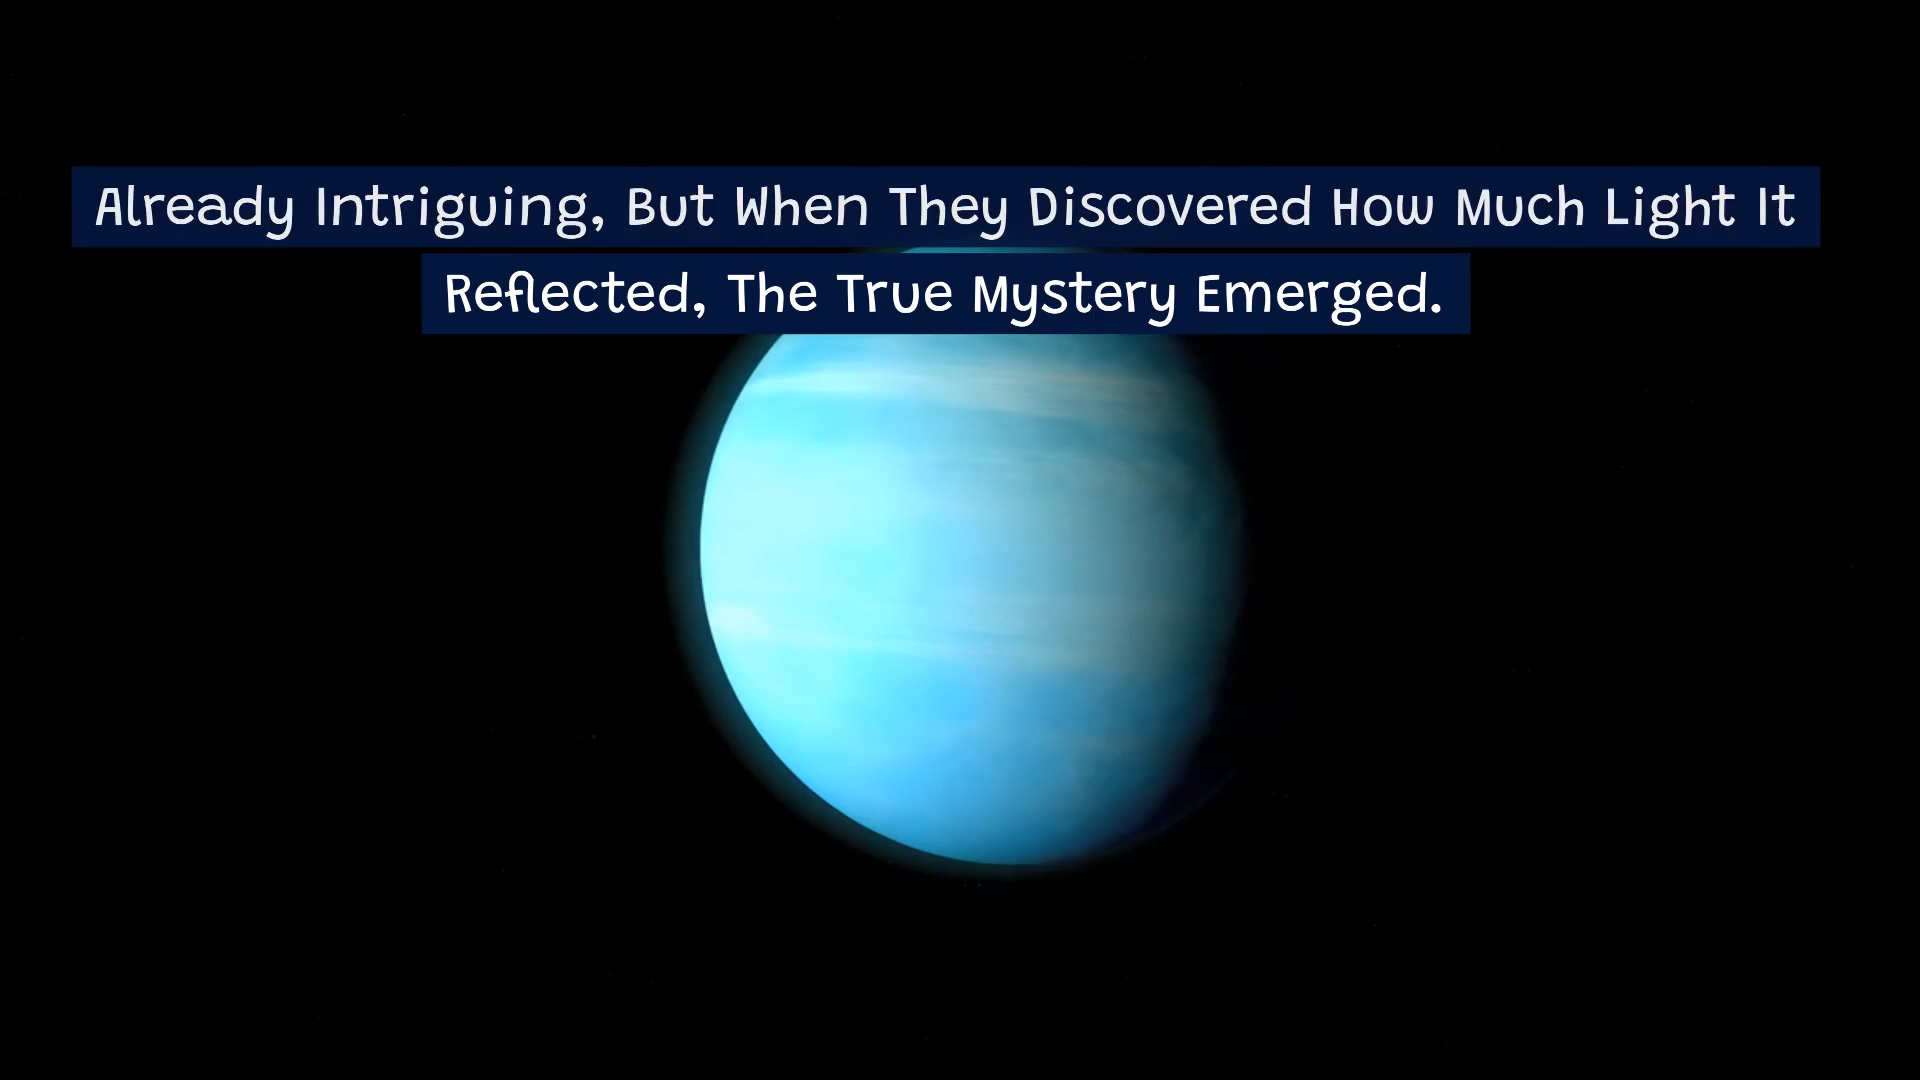 Already Intriguing, But When They Discovered How Much Light It
Reflected, The True Mystery Emerged.